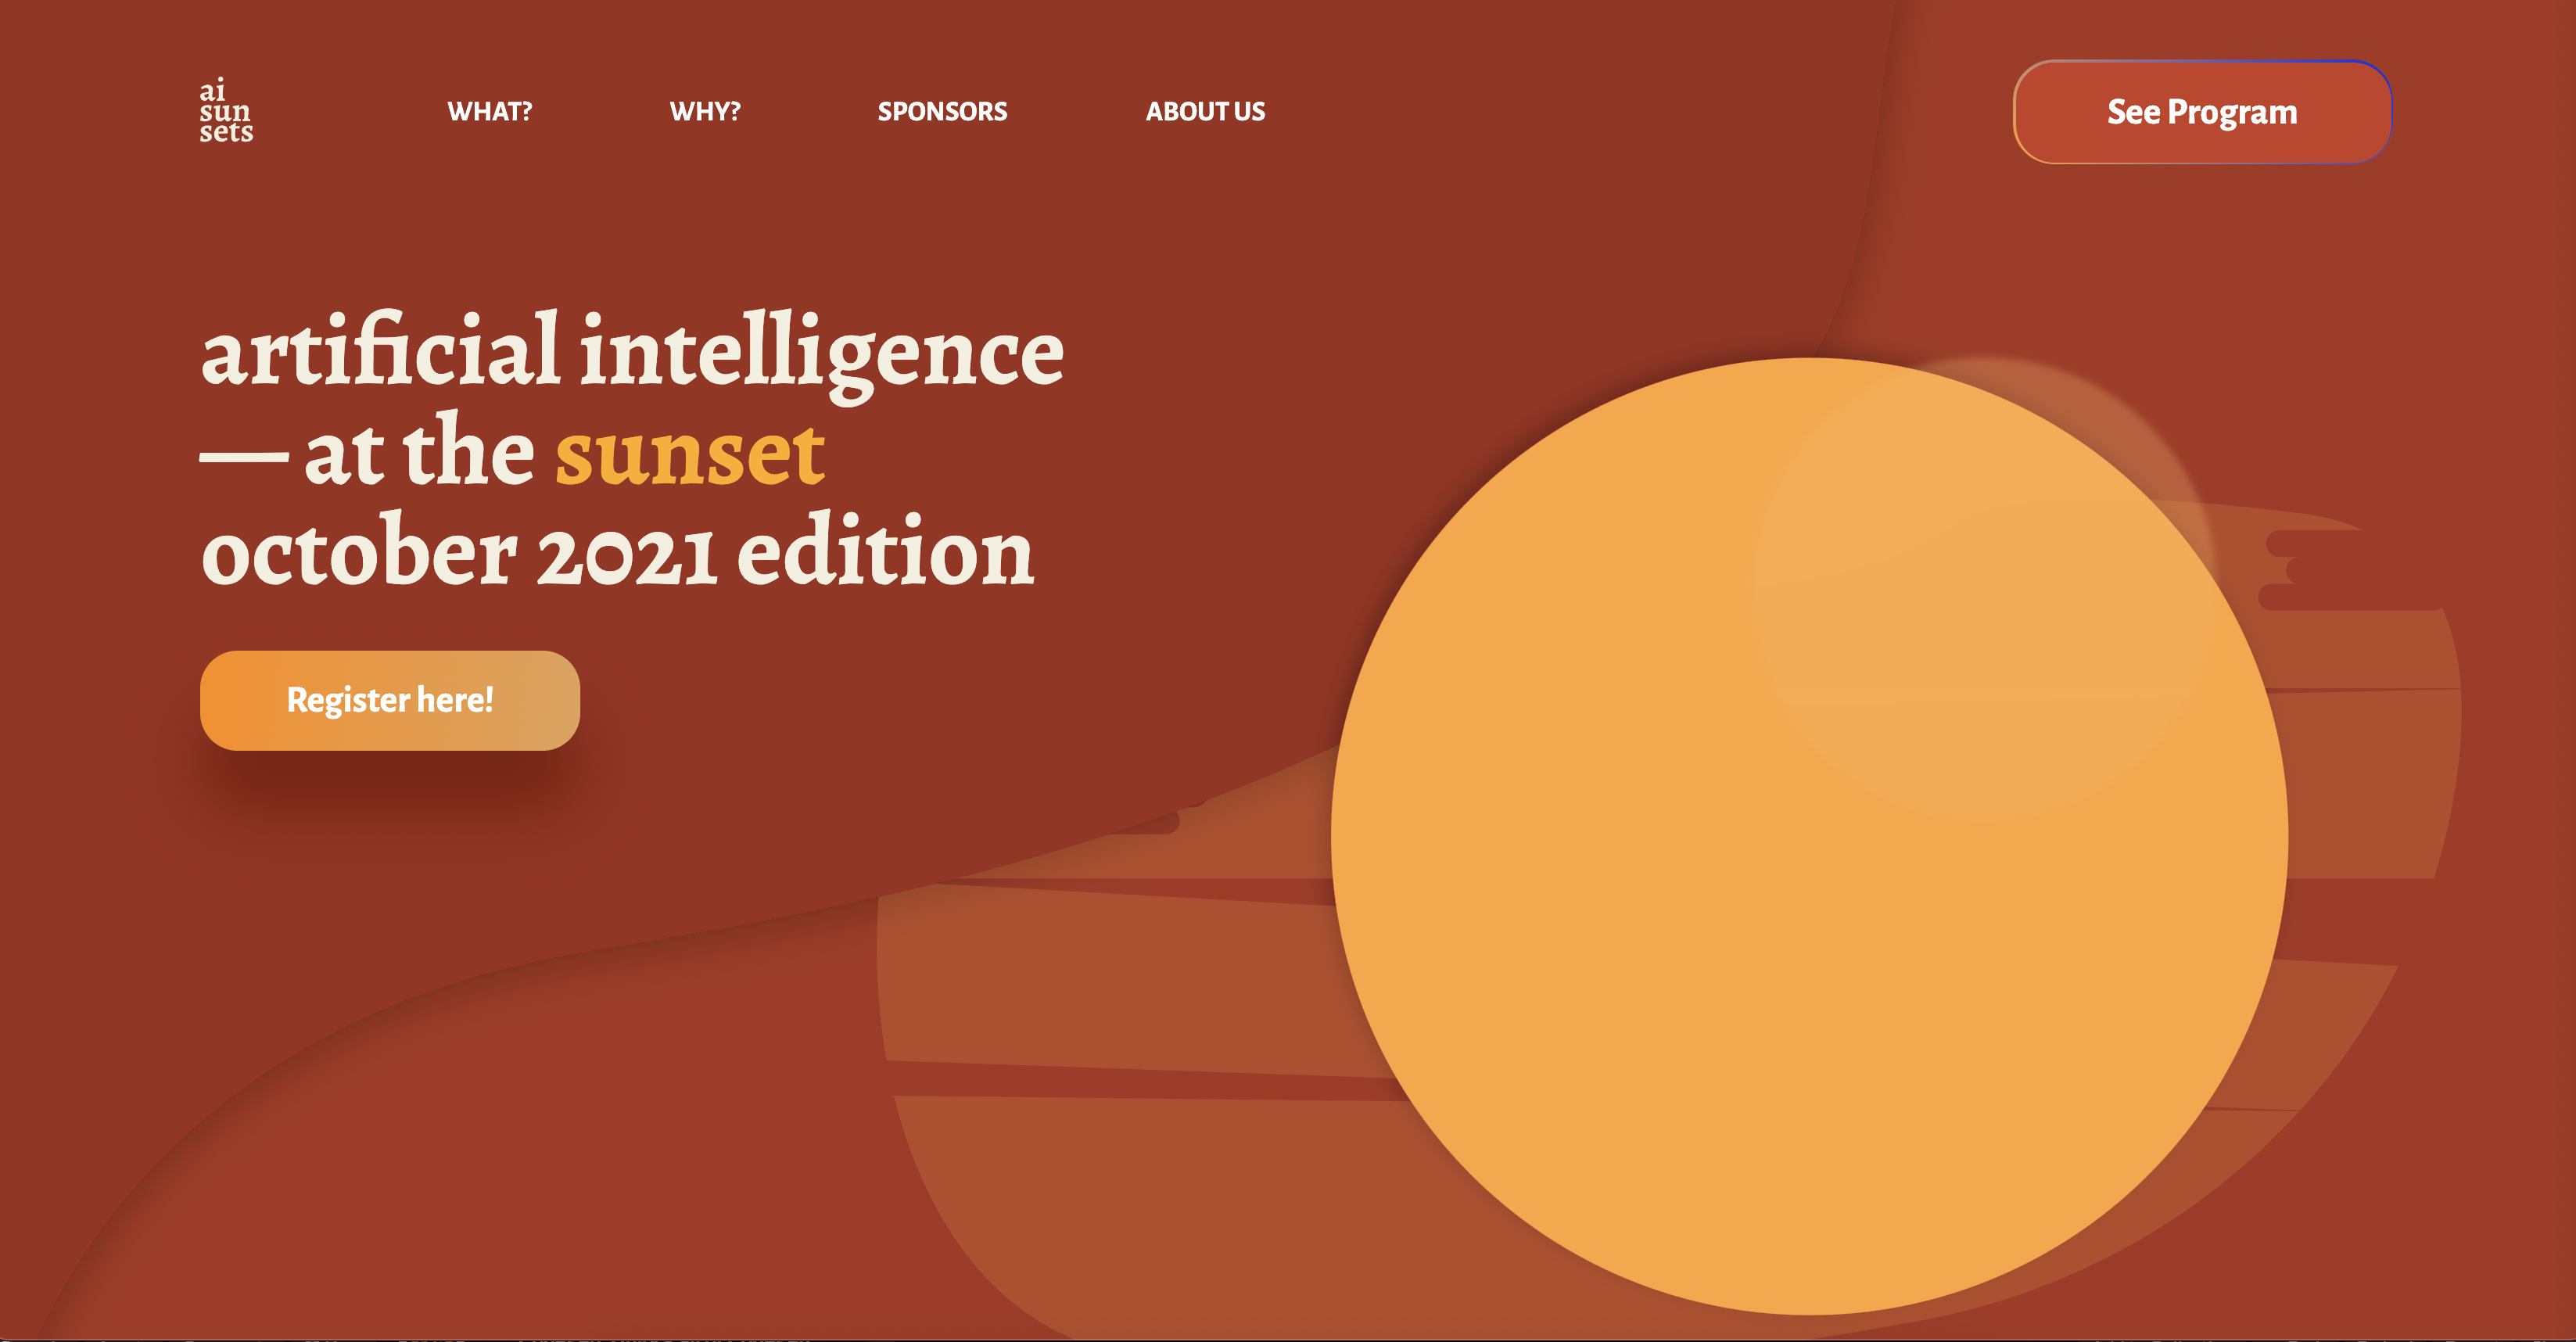 ai
sun
sets
WHAT?
WHY?
SPONSORS
ABOUT US
See Program
artificial intelligence
— at the sunset
october 2021 edition
Register here!